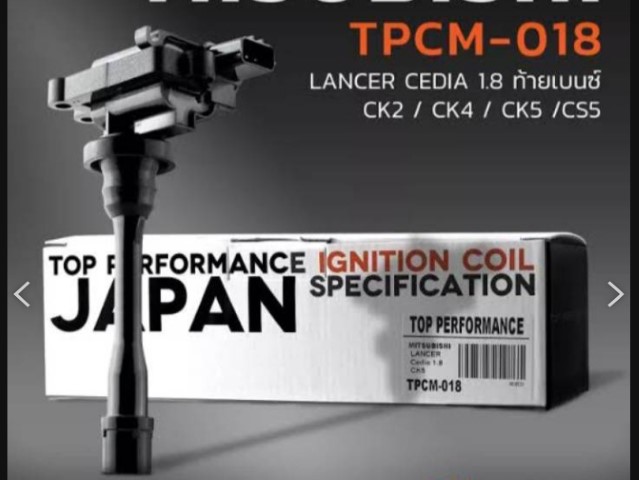 MITSUBISHI
TPCM-018
LANCER CEDIA 1.8 ท้ายเบนซ์
CK2 / CK4 / CK5 /CS5
TOP PERFORMANCE IGNITION COIL
JAPAN SPECIFICATION
TOP PERFORMANCE
MITSUBISHI
LANCER
Cedia 1.8
CK5
TPCM-018